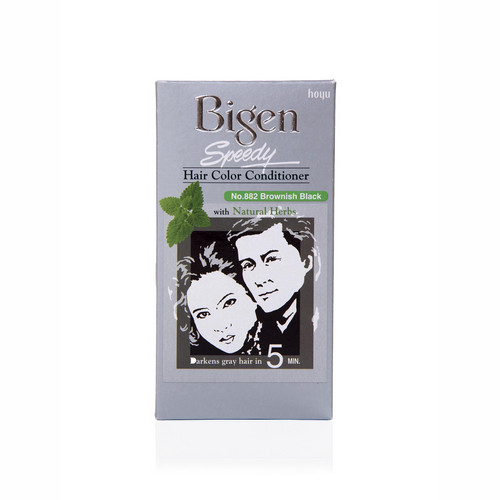 hoyu
Bigen
Speedy
Hair Color Conditioner
No.882 Brownish Black
with Natural Herbs
Darkens gray hair in 5 MIN.